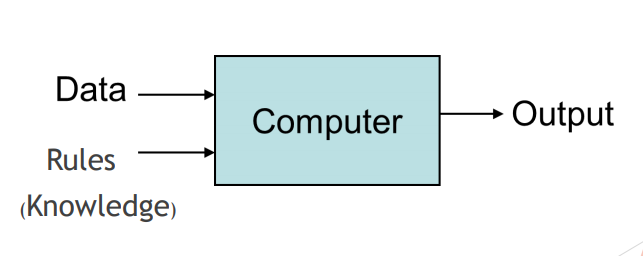 Data
Computer
Output
Rules
(Knowledge)